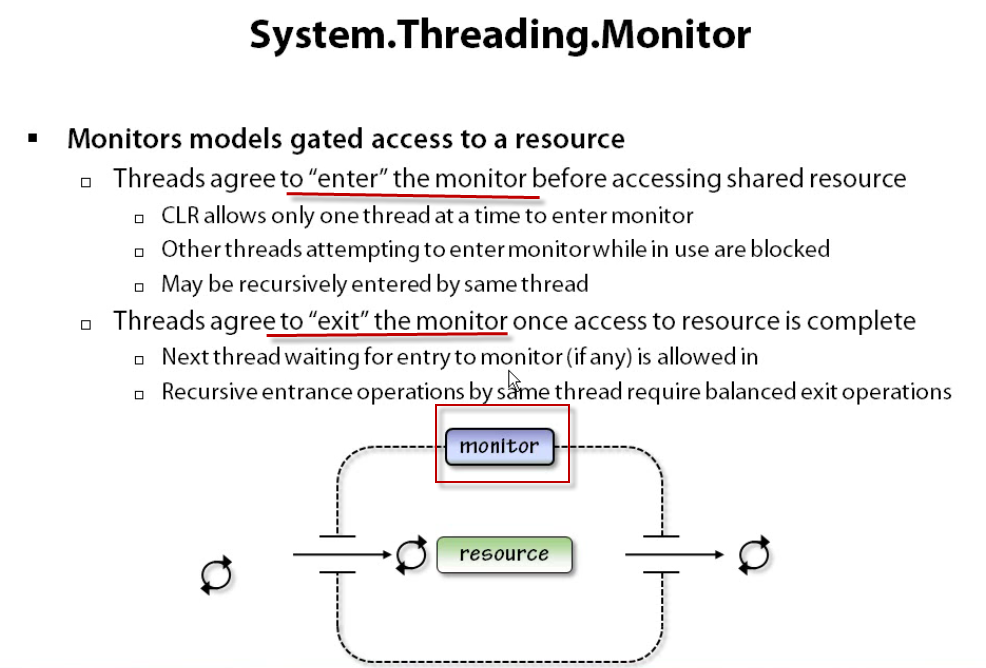 System.Threading.Monitor
Monitors models gated access to a resource
Threads agree to “enter” the monitor before accessing shared resource
CLR allows only one thread at a time to enter monitor
Other threads attempting to enter monitor while in use are blocked
May be recursively entered by same thread
Threads agree to “exit” the monitor once access to resource is complete
Next thread waiting for entry to monitor (if any) is allowed in
Recursive entrance operations by same thread require balanced exit operations
monitor
resource